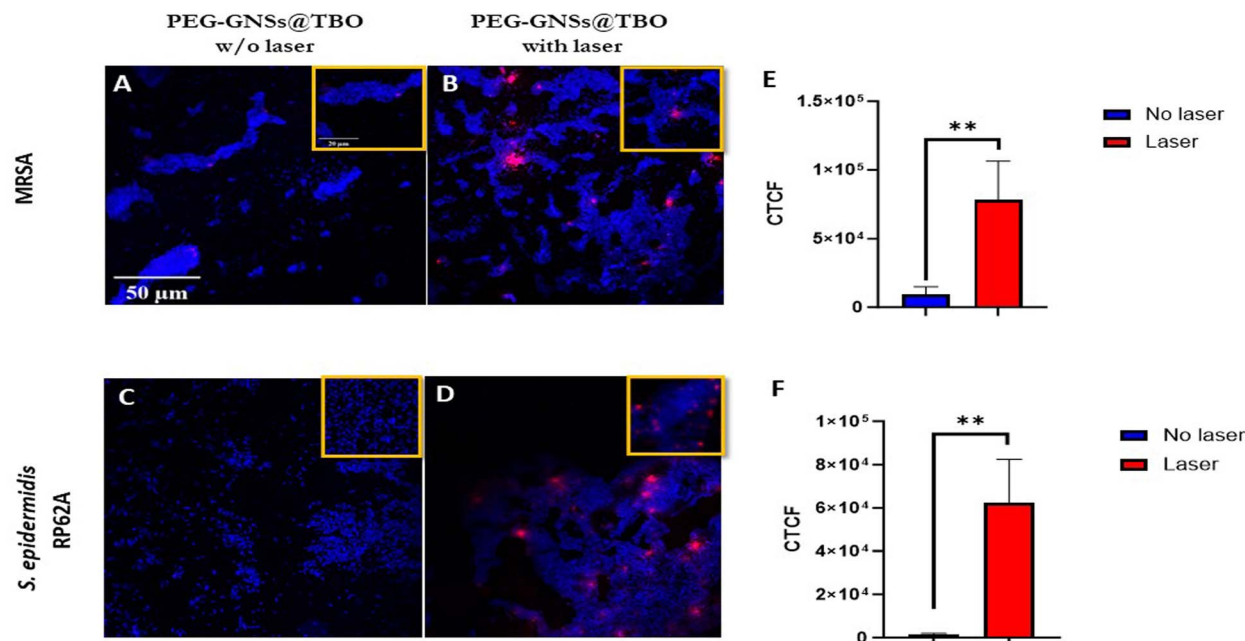 PEG-GNSs@TBO
w/o laser
PEG-GNSs@TBO
with laser
MRSA
A
20 µm
50 µm
B
E
1.5×10⁵
1×10⁵
5×10⁴
0
CTCF
**
No laser
Laser
S. epidermidis
RP62A
C
D
F
1×10⁵
8×10⁴
6×10⁴
4×10⁴
2×10⁴
0
CTCF
**
No laser
Laser